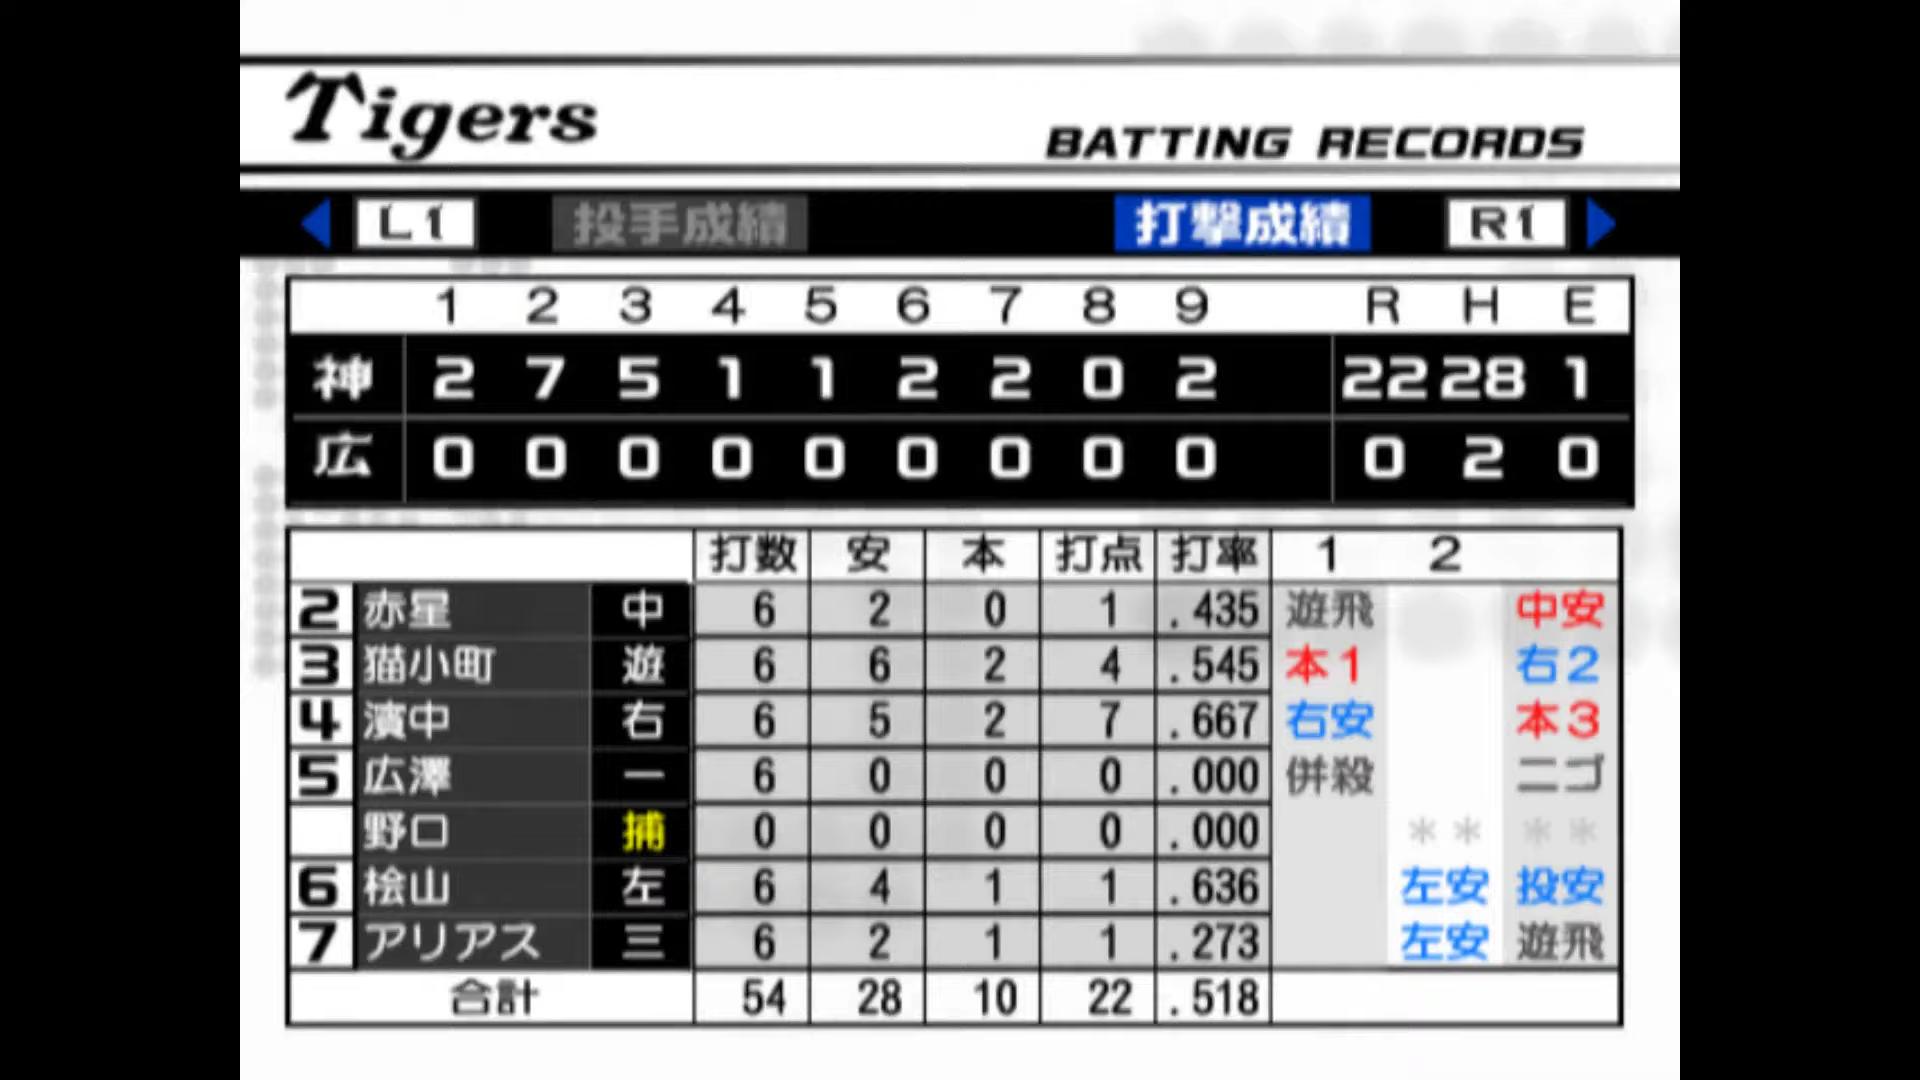 Tigers
BATTING RECORDS
L1 投手成績 打撃成績 R1
1 2 3 4 5 6 7 8 9 R H E
神 2 7 5 1 1 2 2 0 2 22 28 1
広 0 0 0 0 0 0 0 0 0 0 2 0
打数 安 本 打点 打率 1 2
2 赤星 中 6 2 0 1 .435 遊飛 中安
3 猫小町 遊 6 6 2 4 .545 本1 右2
4 濱中 右 6 5 2 7 .667 右安 本3
5 広澤 一 6 0 0 0 .000 併殺 二ゴ
野口 捕 0 0 0 0 .000 ** **
6 桧山 左 6 4 1 1 .636 左安 投安
7 アリアス 三 6 2 1 1 .273 左安 遊飛
合計 54 28 10 22 .518